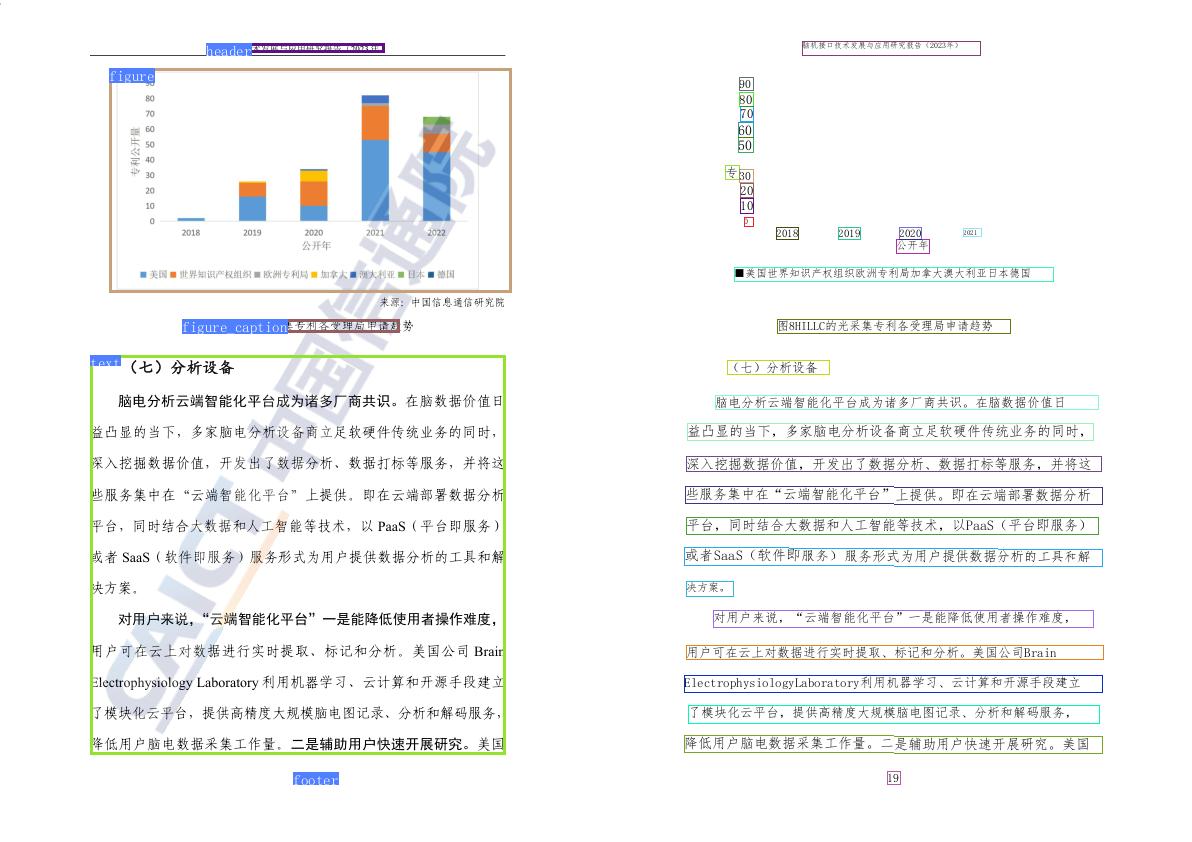 header
figure
90
80
70
60
50
40
30
20
10
0
专利公开量
2018 2019 2020 2021 2022
公开年
美国 世界知识产权组织 欧洲专利局 加拿大 澳大利亚 日本 德国
来源：中国信息通信研究院
figure caption 专利各受理局申请趋势
text
（七）分析设备
脑电分析云端智能化平台成为诸多厂商共识。在脑数据价值日
益凸显的当下，多家脑电分析设备商立足软硬件传统业务的同时，
深入挖掘数据价值，开发出了数据分析、数据打标等服务，并将这
些服务集中在“云端智能化平台”上提供。即在云端部署数据分析
平台，同时结合大数据和人工智能等技术，以 PaaS（平台即服务）
或者 SaaS（软件即服务）服务形式为用户提供数据分析的工具和解
决方案。
对用户来说，“云端智能化平台”一是能降低使用者操作难度，
用户可在云上对数据进行实时提取、标记和分析。美国公司 Brain
Electrophysiology Laboratory 利用机器学习、云计算和开源手段建立
了模块化云平台，提供高精度大规模脑电图记录、分析和解码服务，
降低用户脑电数据采集工作量。二是辅助用户快速开展研究。美国
footer
CAICT 中国信通院
脑机接口技术发展与应用研究报告（2023年）
90
80
70
60
50
专
30
20
10
2018 2019 2020 2021
公开年
■美国世界知识产权组织欧洲专利局加拿大澳大利亚日本德国
图8HILLC的光采集专利各受理局申请趋势
（七）分析设备
脑电分析云端智能化平台成为诸多厂商共识。在脑数据价值日
益凸显的当下，多家脑电分析设备商立足软硬件传统业务的同时，
深入挖掘数据价值，开发出了数据分析、数据打标等服务，并将这
些服务集中在“云端智能化平台”上提供。即在云端部署数据分析
平台，同时结合大数据和人工智能等技术，以PaaS（平台即服务）
或者SaaS（软件即服务）服务形式为用户提供数据分析的工具和解
决方案。
对用户来说，“云端智能化平台”一是能降低使用者操作难度，
用户可在云上对数据进行实时提取、标记和分析。美国公司Brain
ElectrophysiologyLaboratory利用机器学习、云计算和开源手段建立
了模块化云平台，提供高精度大规模脑电图记录、分析和解码服务，
降低用户脑电数据采集工作量。二是辅助用户快速开展研究。美国
19